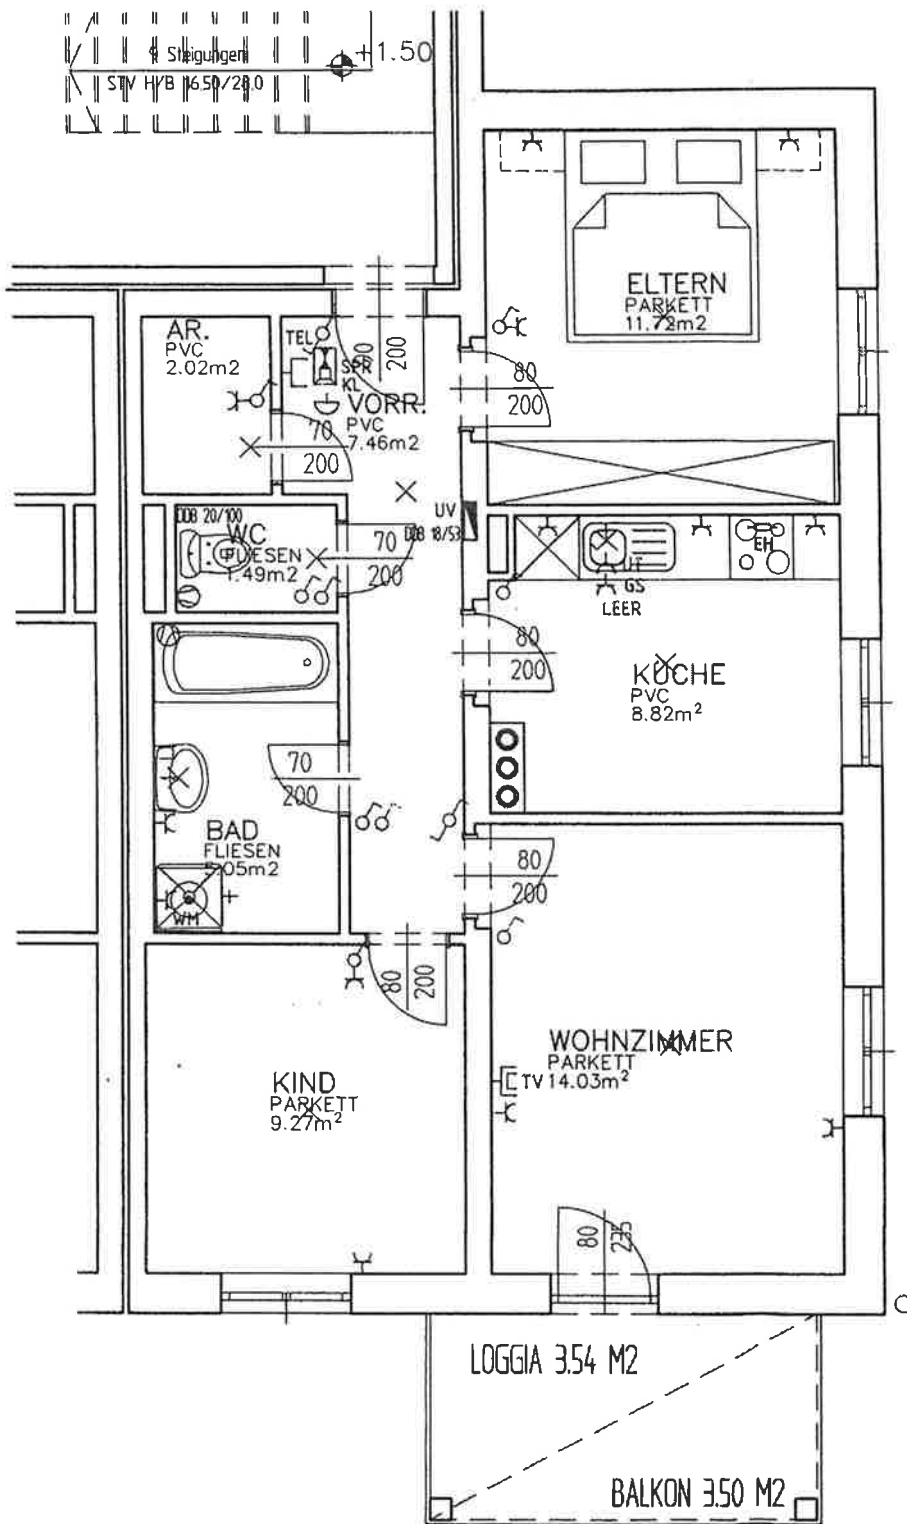 9 Steigungen
+1.50
STV H/B 16.50/28.0
ELTERN
PARKETT
11.72m2
AR.
PVC
2.02m2
TEL
SPR
KL
200
80
200
VORR.
PVC
7.46m2
70
200
UV
DDB 18/53
DDB 20/100
WC
FLIESEN
1.49m2
70
200
EH
GS
LEER
80
200
KÜCHE
PVC
8.82m²
70
200
BAD
FLIESEN
5.05m2
WM
80
200
80
200
WOHNZIMMER
PARKETT
TV 14.03m²
KIND
PARKETT
9.27m²
80
235
LOGGIA 3.54 M2
BALKON 3.50 M2